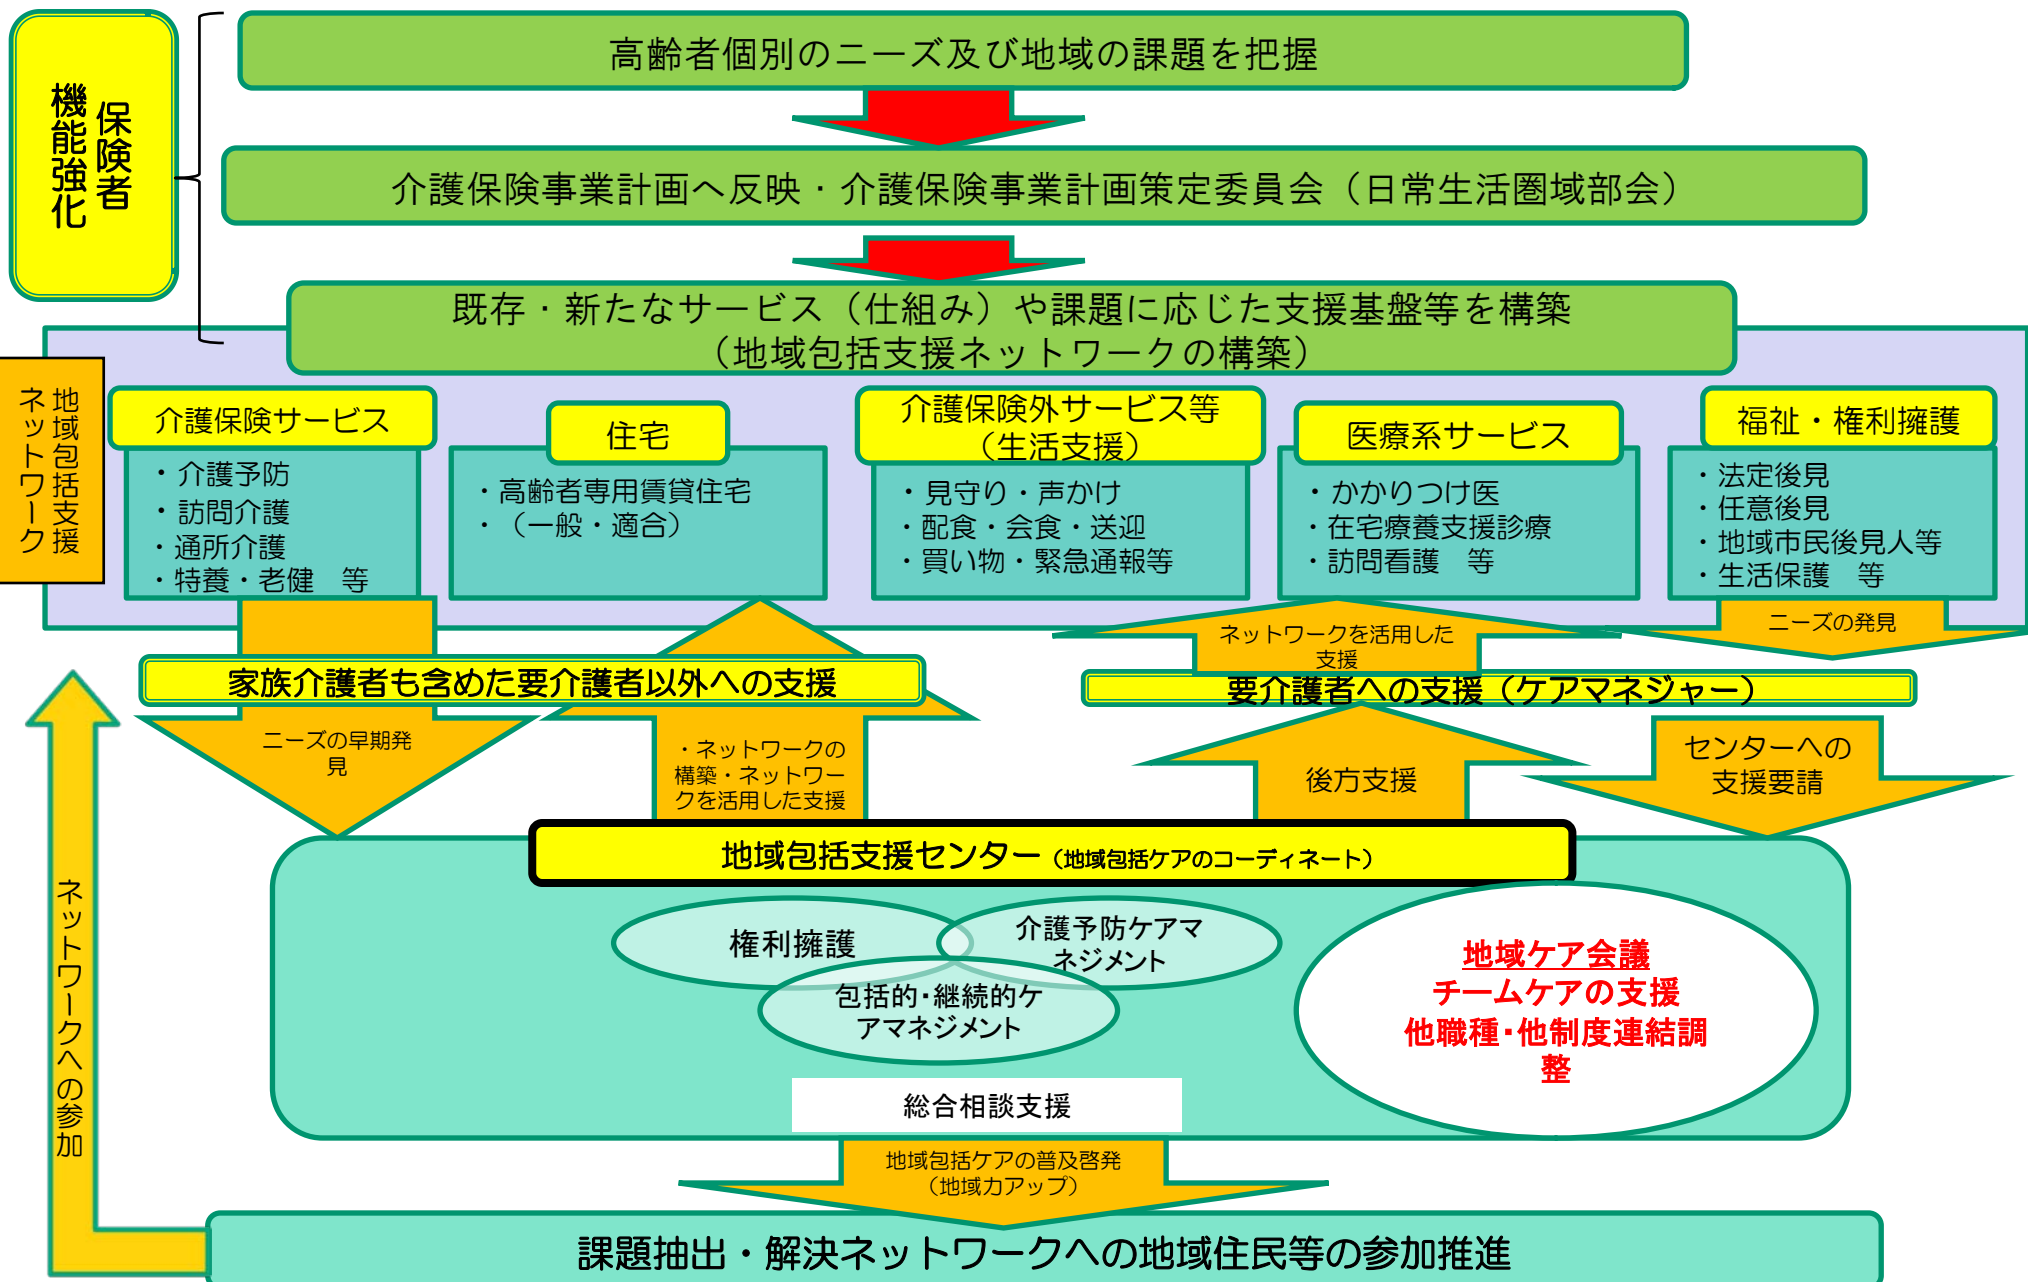 保険者
機能強化
高齢者個別のニーズ及び地域の課題を把握
介護保険事業計画へ反映・介護保険事業計画策定委員会（日常生活圏域部会）
既存・新たなサービス（仕組み）や課題に応じた支援基盤等を構築
（地域包括支援ネットワークの構築）
地域包括支援
ネットワーク
介護保険サービス
・介護予防
・訪問介護
・通所介護
・特養・老健　等
住宅
・高齢者専用賃貸住宅
・（一般・適合）
介護保険外サービス等
（生活支援）
・見守り・声かけ
・配食・会食・送迎
・買い物・緊急通報等
医療系サービス
・かかりつけ医
・在宅療養支援診療
・訪問看護　等
福祉・権利擁護
・法定後見
・任意後見
・地域市民後見人等
・生活保護　等
ネットワークを活用した
支援
ニーズの発見
家族介護者も含めた要介護者以外への支援
要介護者への支援（ケアマネジャー）
ニーズの早期発
見
・ネットワークの
構築・ネットワー
クを活用した支援
後方支援
センターへの
支援要請
地域包括支援センター（地域包括ケアのコーディネート）
権利擁護
介護予防ケアマ
ネジメント
包括的・継続的ケ
アマネジメント
総合相談支援
地域ケア会議
チームケアの支援
他職種・他制度連結調
整
ネットワークへの参加
地域包括ケアの普及啓発
（地域力アップ）
課題抽出・解決ネットワークへの地域住民等の参加推進